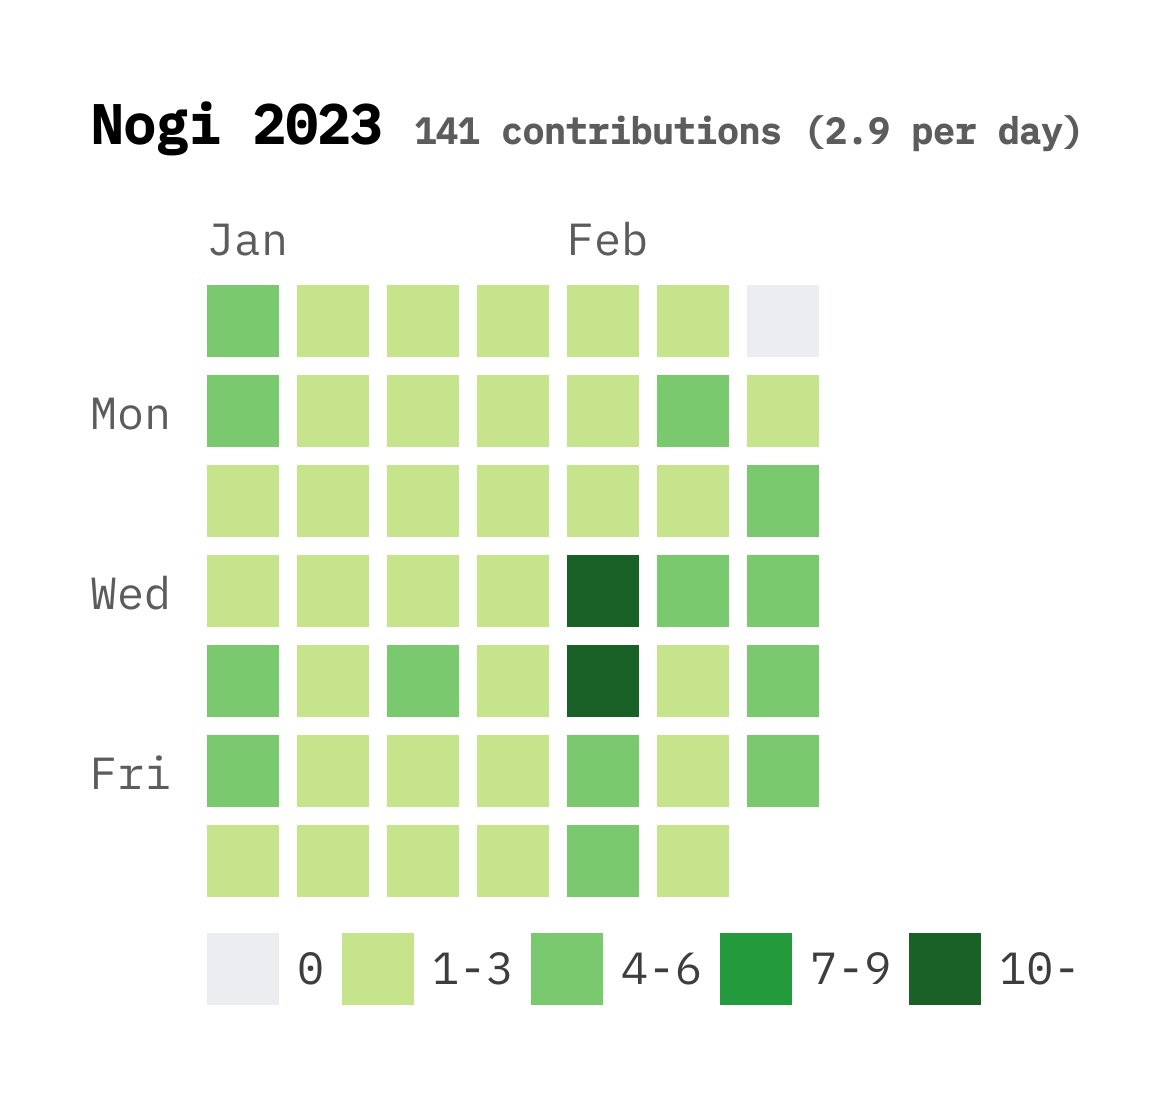 Nogi 2023 141 contributions (2.9 per day)
Jan Feb
Mon
Wed
Fri
0 1-3 4-6 7-9 10-